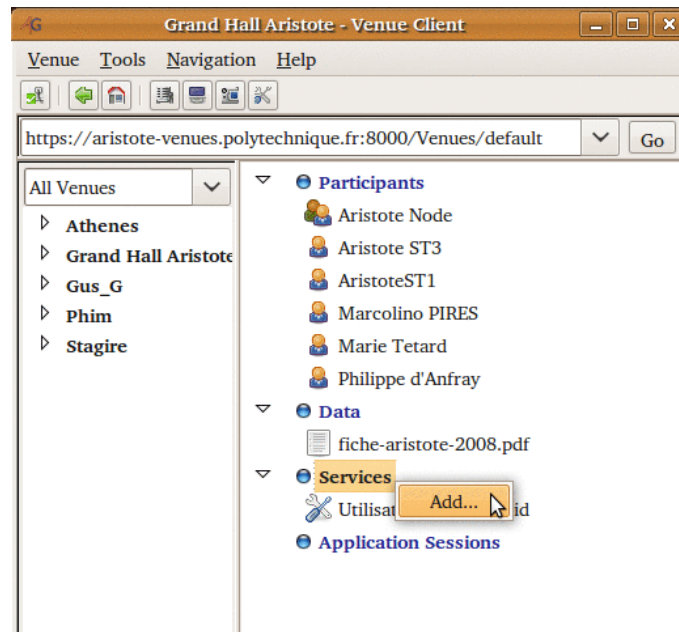 AG
Grand Hall Aristote - Venue Client
Venue Tools Navigation Help
https://aristote-venues.polytechnique.fr:8000/Venues/default
Go
All Venues
Athenes
Grand Hall Aristote
Gus_G
Phim
Stagire
Participants
Aristote Node
Aristote ST3
AristoteST1
Marcolino PIRES
Marie Tetard
Philippe d'Anfray
Data
fiche-aristote-2008.pdf
Services
Add...
Application Sessions